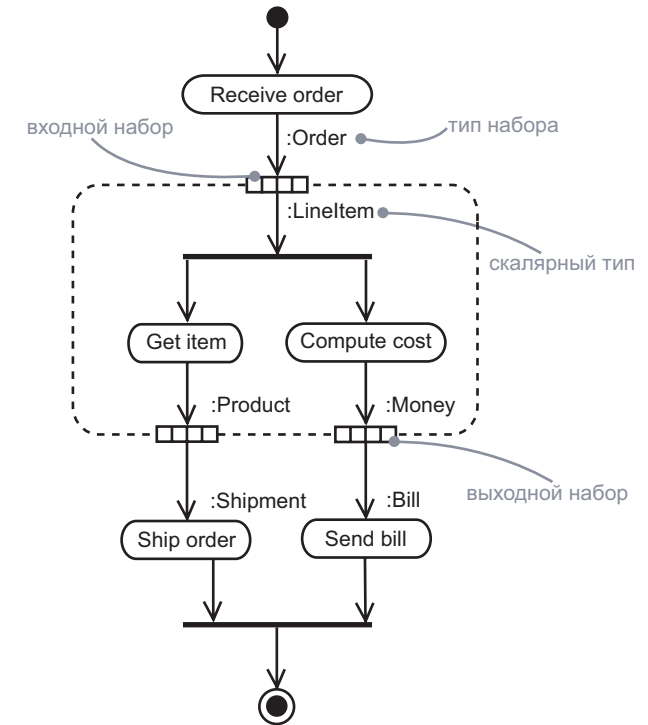 Receive order
входной набор
:Order
тип набора
:LineItem
скалярный тип
Get item
Compute cost
:Product
:Money
выходной набор
:Shipment
:Bill
Ship order
Send bill